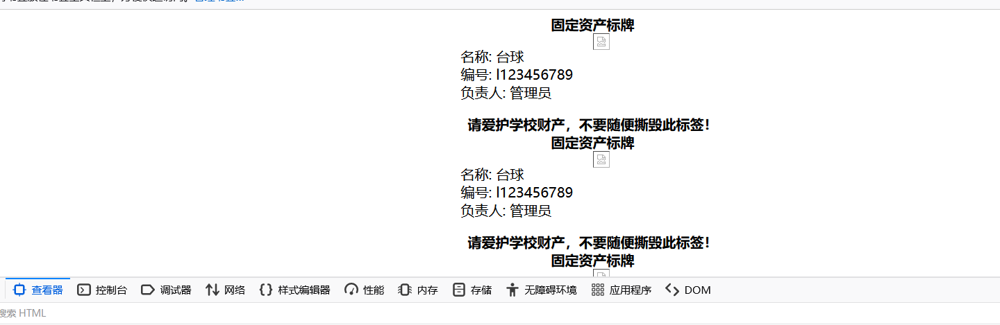 固定资产标牌
名称: 台球
编号: l123456789
负责人: 管理员
请爱护学校财产，不要随便撕毁此标签！
固定资产标牌
名称: 台球
编号: l123456789
负责人: 管理员
请爱护学校财产，不要随便撕毁此标签！
固定资产标牌
查看器 控制台 调试器 网络 样式编辑器 性能 内存 存储 无障碍环境 应用程序 DOM
搜索 HTML